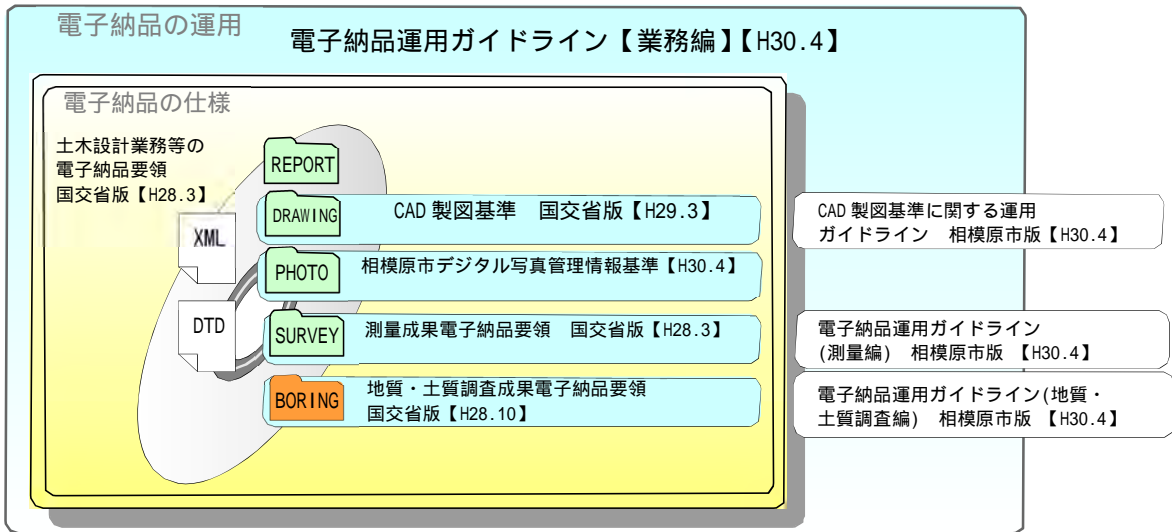 電子納品の運用
電子納品運用ガイドライン【業務編】【H30.4】
電子納品の仕様
土木設計業務等の
電子納品要領
国交省版【H28.3】
XML
DTD
REPORT
DRAWING
CAD 製図基準　国交省版【H29.3】
CAD 製図基準に関する運用
ガイドライン　相模原市版【H30.4】
PHOTO
相模原市デジタル写真管理情報基準【H30.4】
SURVEY
測量成果電子納品要領　国交省版【H28.3】
電子納品運用ガイドライン
(測量編)　相模原市版 【H30.4】
BORING
地質・土質調査成果電子納品要領
国交省版【H28.10】
電子納品運用ガイドライン(地質・
土質調査編)　相模原市版 【H30.4】